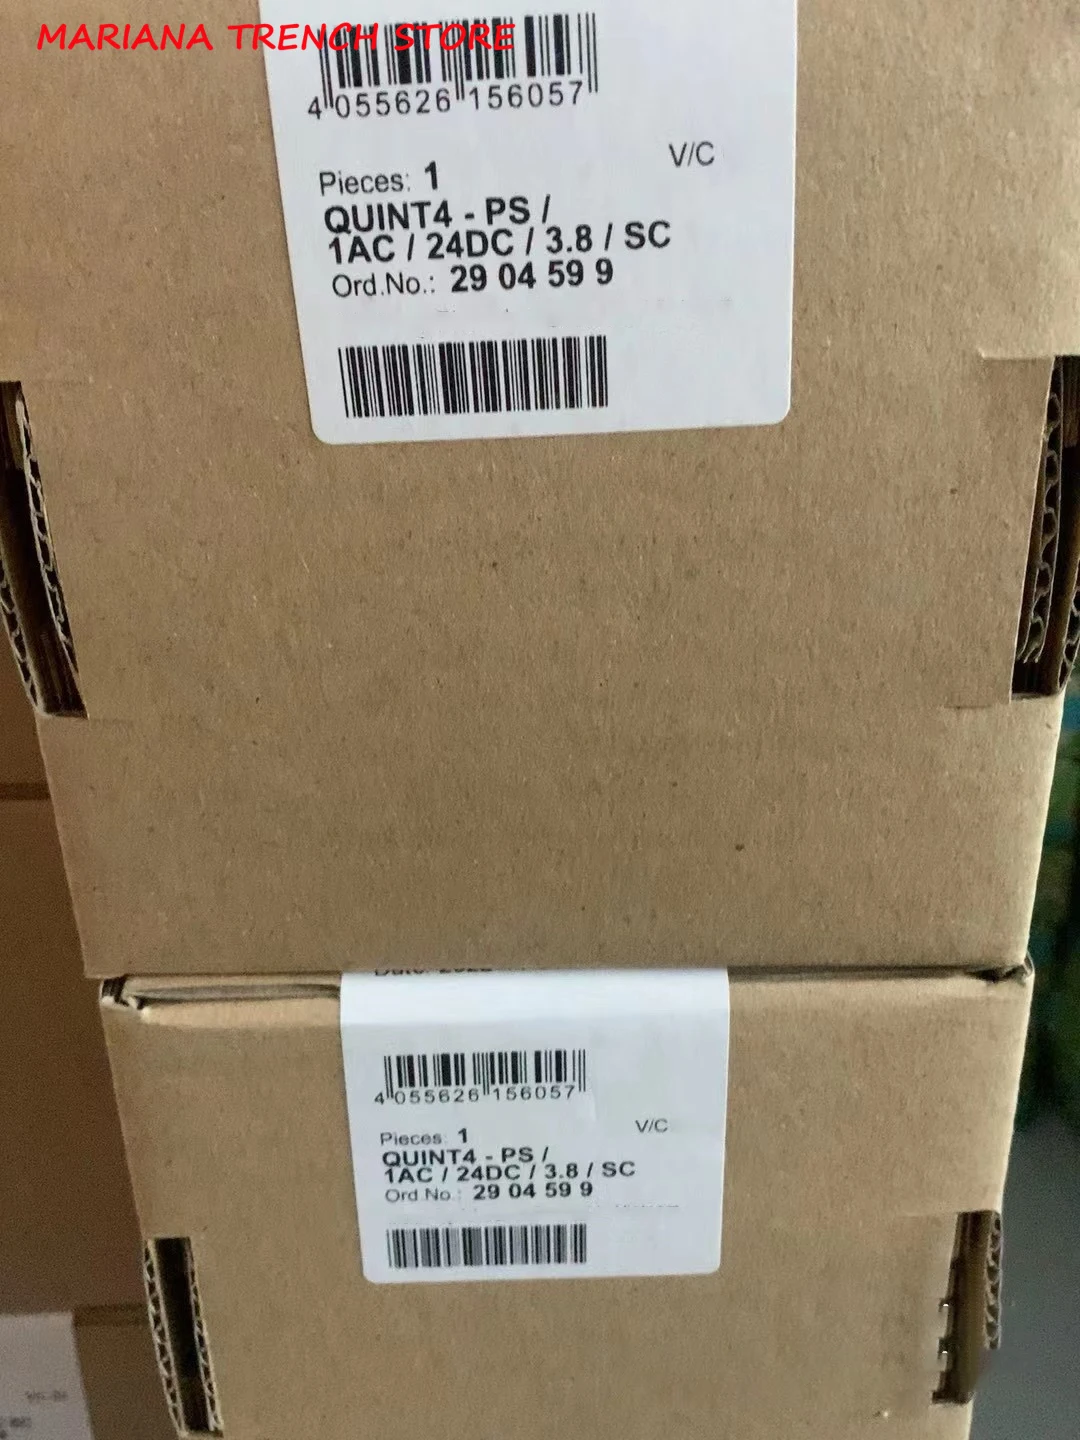 MARIANA TRENCH STORE
4 055626 156057
V/C
Pieces: 1
QUINT4 - PS /
1AC / 24DC / 3.8 / SC
Ord.No.: 29 04 59 9
4 055626 156057
V/C
Pieces: 1
QUINT4 - PS /
1AC / 24DC / 3.8 / SC
Ord.No.: 29 04 59 9